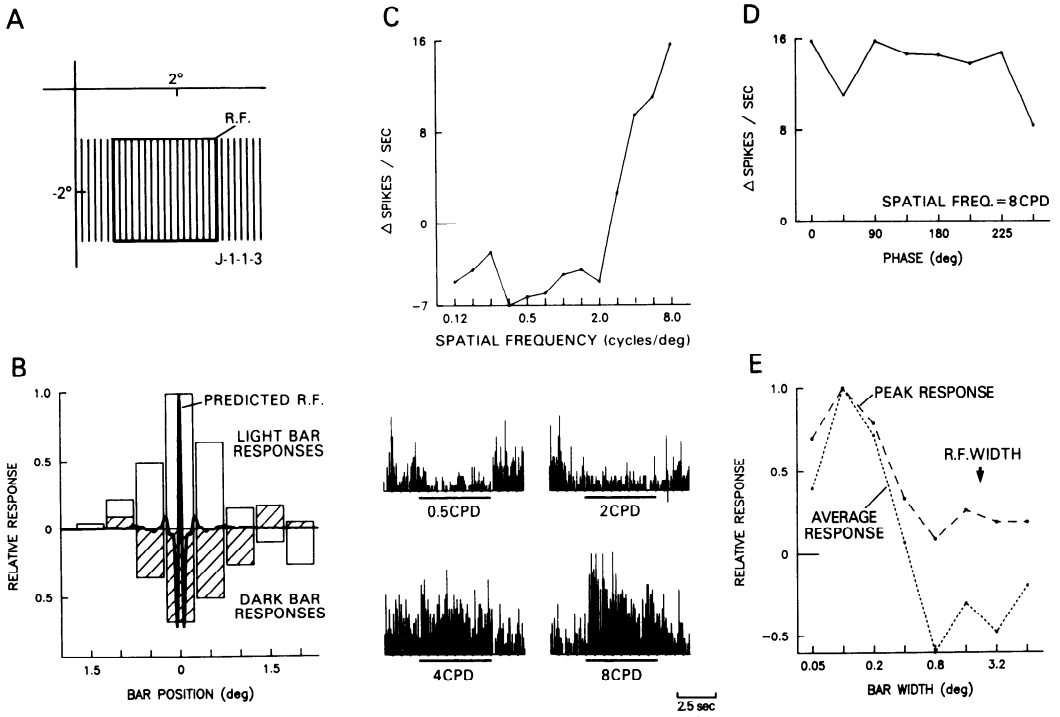 A
2°
R.F.
-2°
J-1-1-3
B
1.0
0.5
0
0.5
RELATIVE RESPONSE
PREDICTED R.F.
LIGHT BAR
RESPONSES
DARK BAR
RESPONSES
1.5
0
1.5
BAR POSITION (deg)
C
16
8
0
-7
Δ SPIKES / SEC
0.12
0.5
2.0
8.0
SPATIAL FREQUENCY (cycles/deg)
0.5CPD
2CPD
4CPD
8CPD
2.5 sec
D
16
8
0
Δ SPIKES / SEC
SPATIAL FREQ. = 8CPD
0
90
180
225
PHASE (deg)
E
1.0
0.5
0
-0.5
RELATIVE RESPONSE
PEAK RESPONSE
R.F. WIDTH
AVERAGE
RESPONSE
0.05
0.2
0.8
3.2
BAR WIDTH (deg)